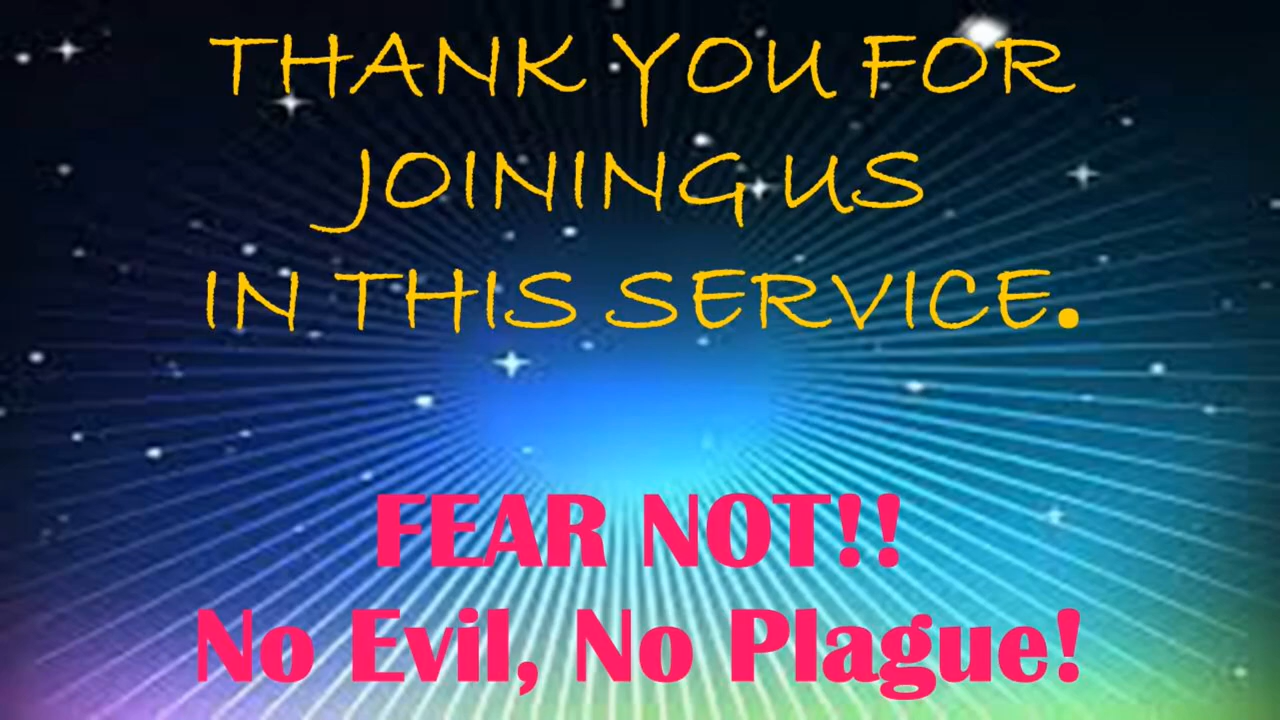 THANK YOU FOR
JOINING US
IN THIS SERVICE.
FEAR NOT!!
No Evil, No Plague!